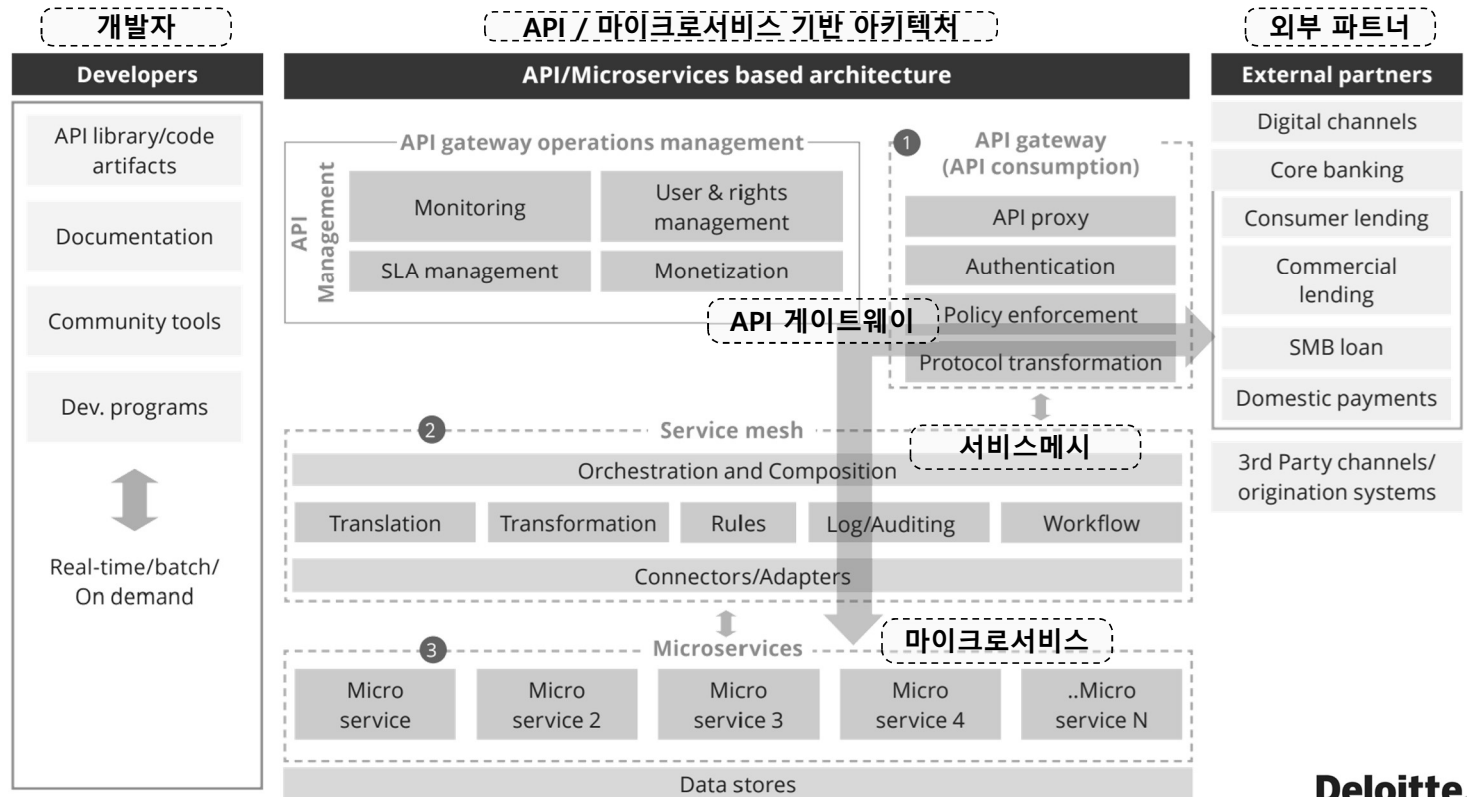 개발자
API / 마이크로서비스 기반 아키텍처
외부 파트너
Developers
API/Microservices based architecture
External partners
API library/code
artifacts
Documentation
Community tools
Dev. programs
Real-time/batch/
On demand
API gateway operations management
API
Management
Monitoring
User & rights
management
SLA management
Monetization
1
API gateway
(API consumption)
API proxy
Authentication
Policy enforcement
Protocol transformation
API 게이트웨이
2
Service mesh
서비스메시
Orchestration and Composition
Translation
Transformation
Rules
Log/Auditing
Workflow
Connectors/Adapters
3
Microservices
마이크로서비스
Micro
service
Micro
service 2
Micro
service 3
Micro
service 4
..Micro
service N
Data stores
Digital channels
Core banking
Consumer lending
Commercial
lending
SMB loan
Domestic payments
3rd Party channels/
origination systems
Deloitte.